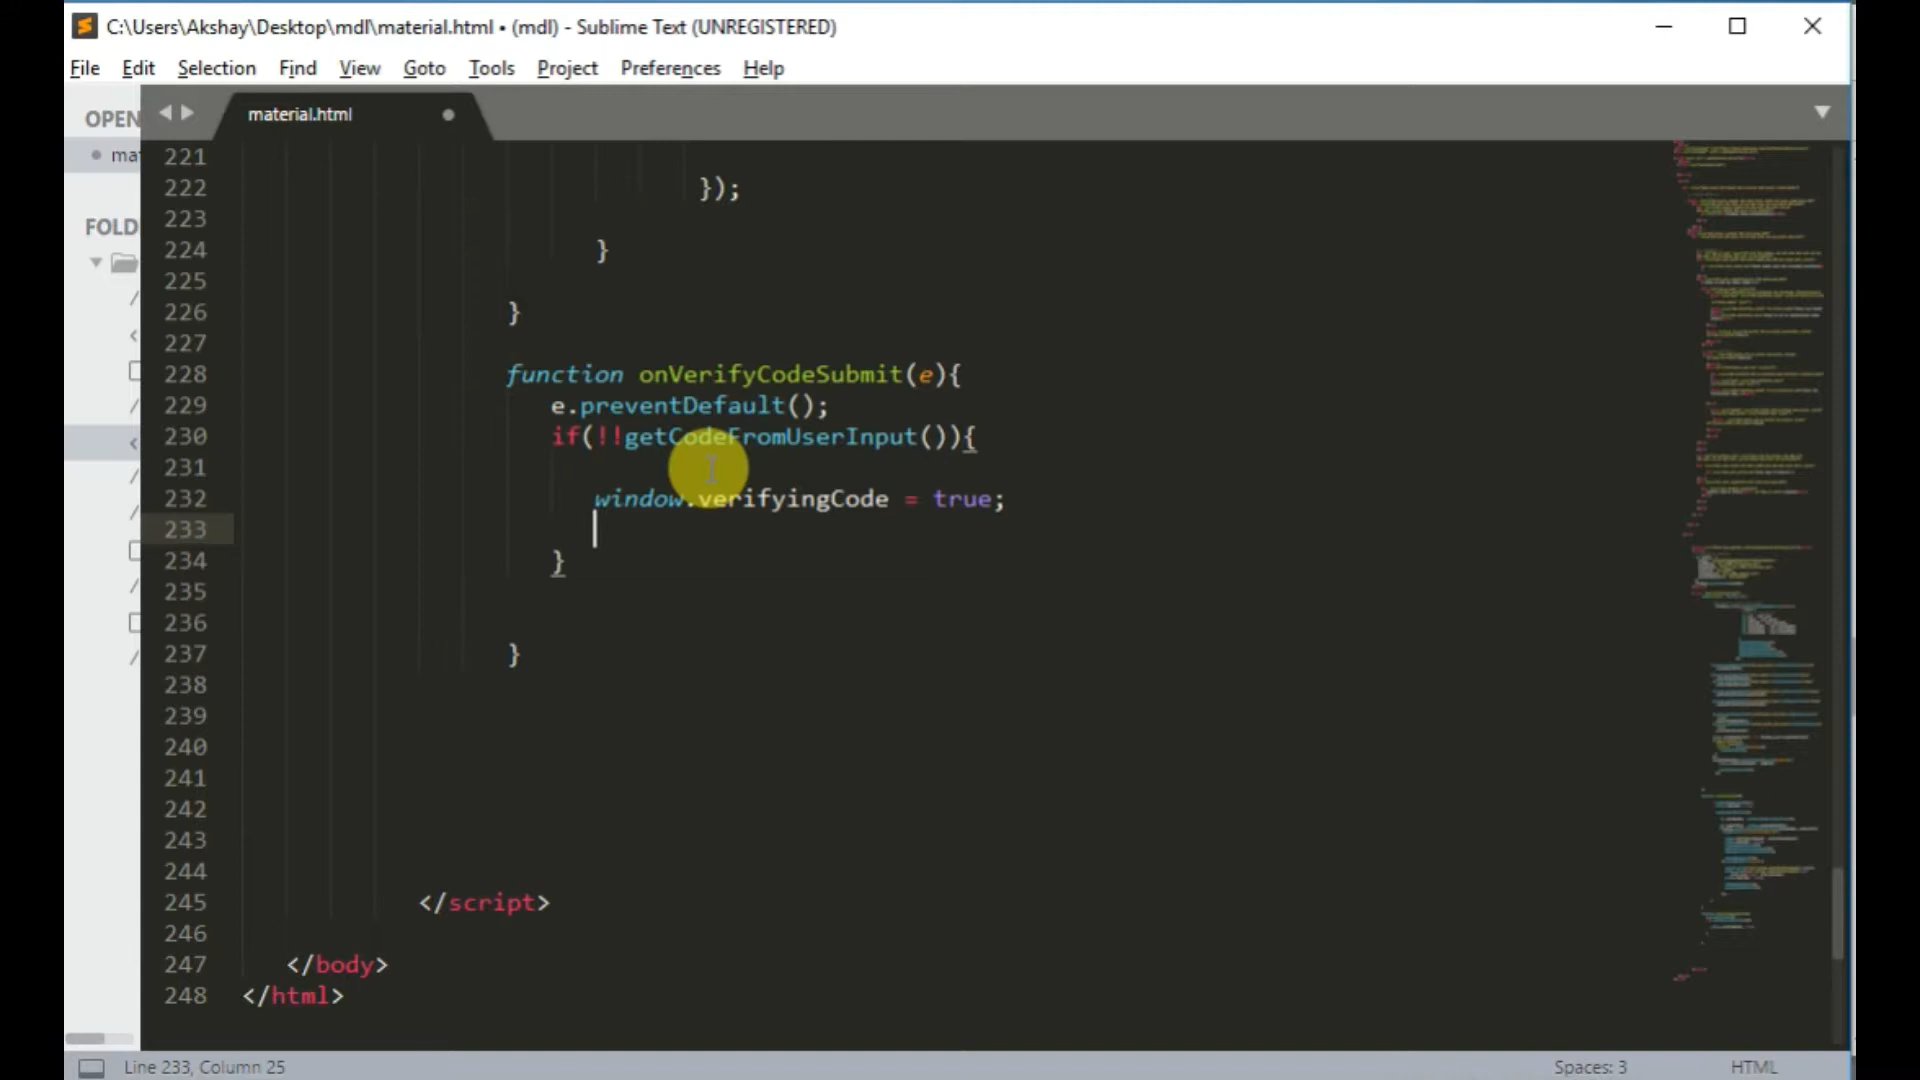 C:\Users\Akshay\Desktop\mdl\material.html • (mdl) - Sublime Text (UNREGISTERED)
File Edit Selection Find View Goto Tools Project Preferences Help
OPEN
material.html
mat
FOLD
221
222 });
223
224 }
225
226 }
227
228 function onVerifyCodeSubmit(e){
229 e.preventDefault();
230 if(!!getCodeFromUserInput()){
231
232 window.verifyingCode = true;
233
234 }
235
236
237 }
238
239
240
241
242
243
244
245 </script>
246
247 </body>
248 </html>
Line 233, Column 25 Spaces: 3 HTML